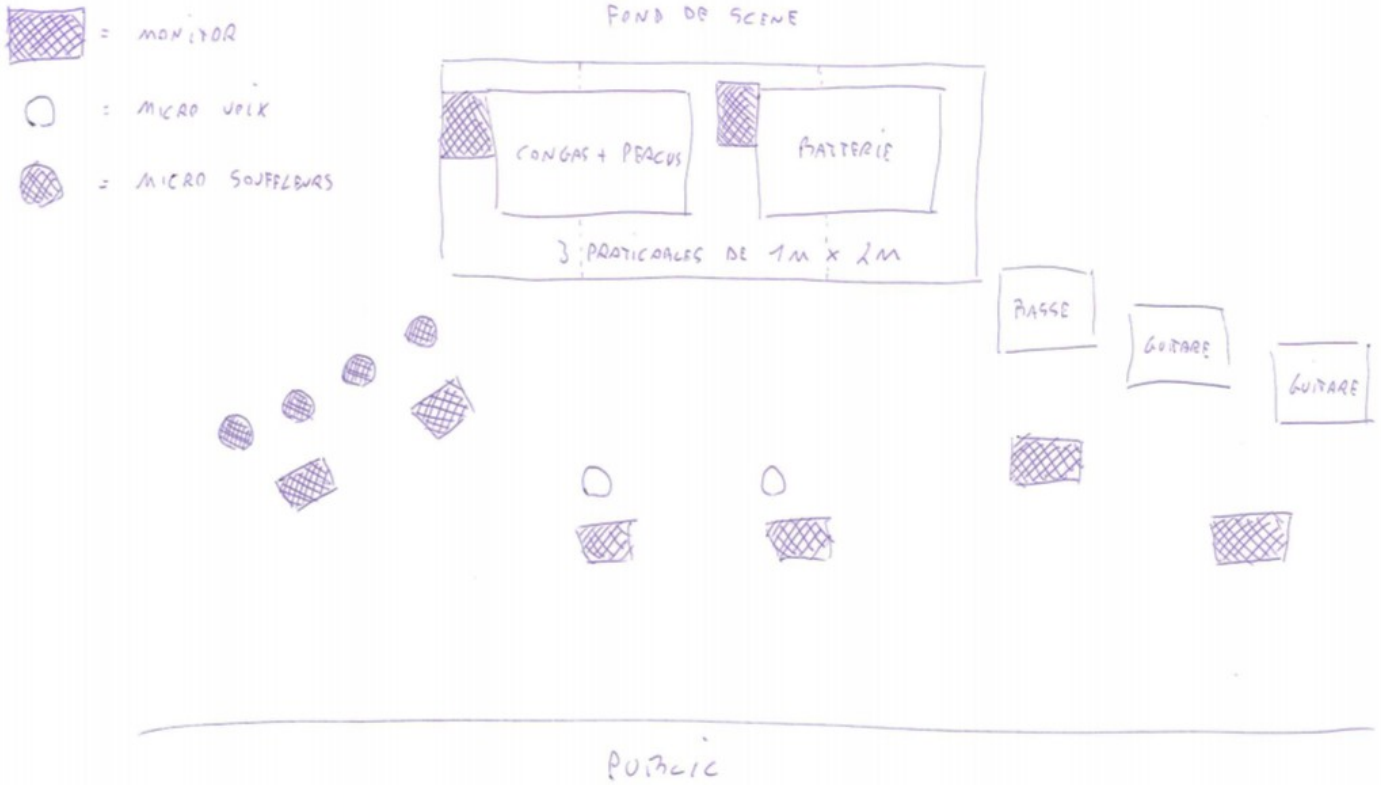 FOND DE SCENE
= MONITOR
= MICRO VOIX
= MICRO SOUFFLEURS
CONGAS + PERCUS
BATTERIE
3 PRATICABLES DE 1M X 2M
BASSE
GUITARE
GUITARE
PUBLIC